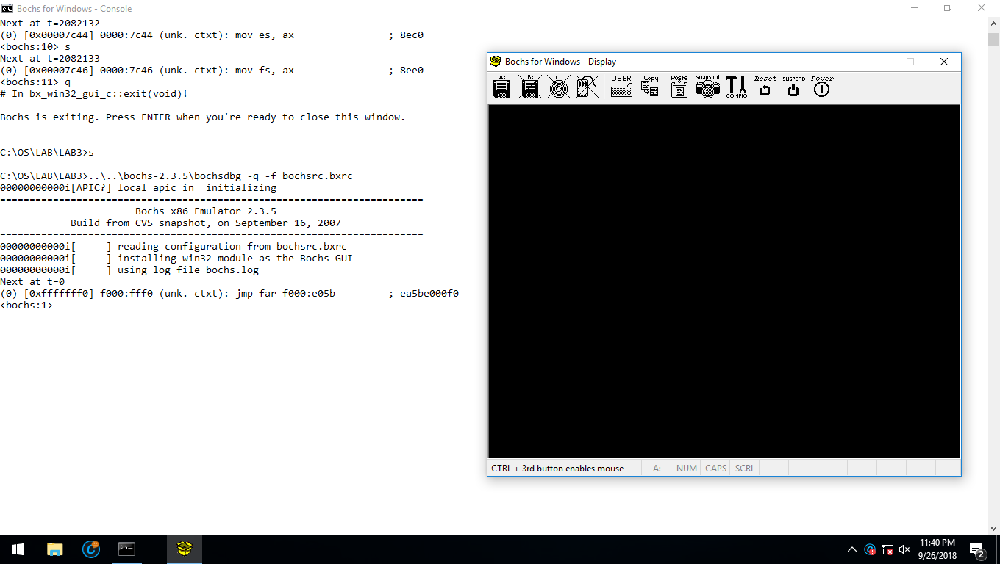 Bochs for Windows - Console
Next at t=2082132
(0) [0x00007c44] 0000:7c44 (unk. ctxt): mov es, ax                ; 8ec0
<bochs:10> s
Next at t=2082133
(0) [0x00007c46] 0000:7c46 (unk. ctxt): mov fs, ax                ; 8ee0
<bochs:11> q
# In bx_win32_gui_c::exit(void)!
Bochs is exiting. Press ENTER when you're ready to close this window.
C:\OS\LAB\LAB3>s
C:\OS\LAB\LAB3>..\..\bochs-2.3.5\bochsdbg -q -f bochsrc.bxrc
00000000000i[APIC?] local apic in  initializing
========================================================================
Bochs x86 Emulator 2.3.5
Build from CVS snapshot, on September 16, 2007
========================================================================
00000000000i[     ] reading configuration from bochsrc.bxrc
00000000000i[     ] installing win32 module as the Bochs GUI
00000000000i[     ] using log file bochs.log
Next at t=0
(0) [0xfffffff0] f000:fff0 (unk. ctxt): jmp far f000:e05b         ; ea5be000f0
<bochs:1>
Bochs for Windows - Display
A: B: CD USER Copy Paste snapshot CONFIG Reset SUSPEND Power
CTRL + 3rd button enables mouse A: NUM CAPS SCRL
C:\
11:40 PM
9/26/2018
2